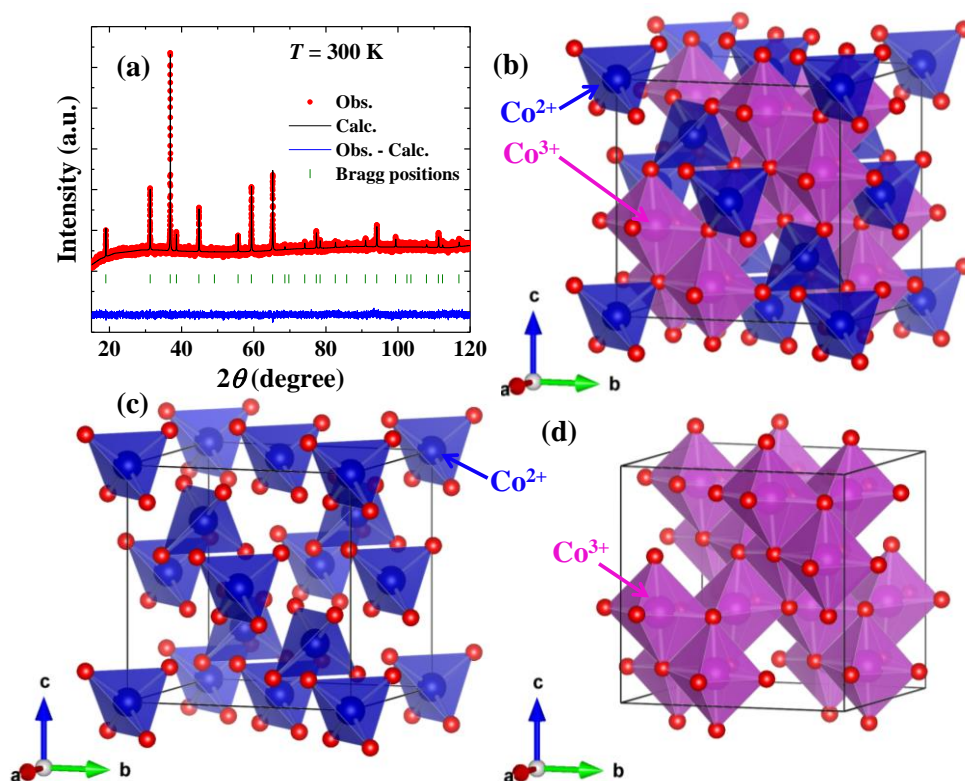 (a)
T = 300 K
Obs.
Calc.
Obs. - Calc.
Bragg positions
Intensity (a.u.)
20 40 60 80 100 120
2θ (degree)
(b)
Co2+
Co3+
c
a b
(c)
Co2+
c
a b
(d)
Co3+
c
a b